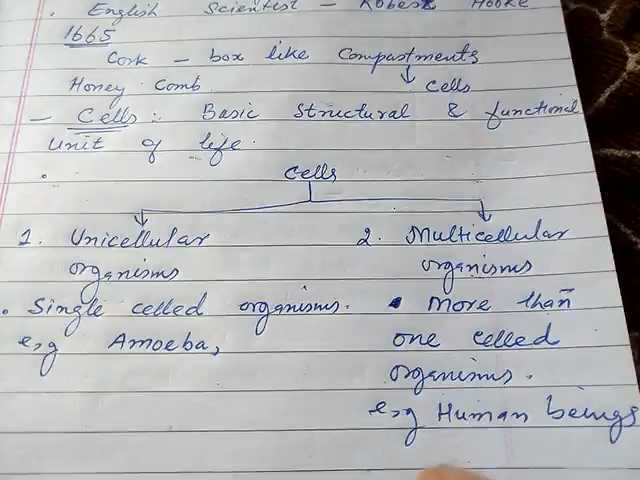 . English Scientist - Robert Hooke
1665
Cork - box like Compartments
Honey Comb. Cells
- Cells :- Basic Structural & functional
Unit of life.
. Cells
1. Unicellular 2. Multicellular
organisms organisms
. Single celled organisms. • More than
e.g Amoeba, one celled
organisms.
e.g Human beings